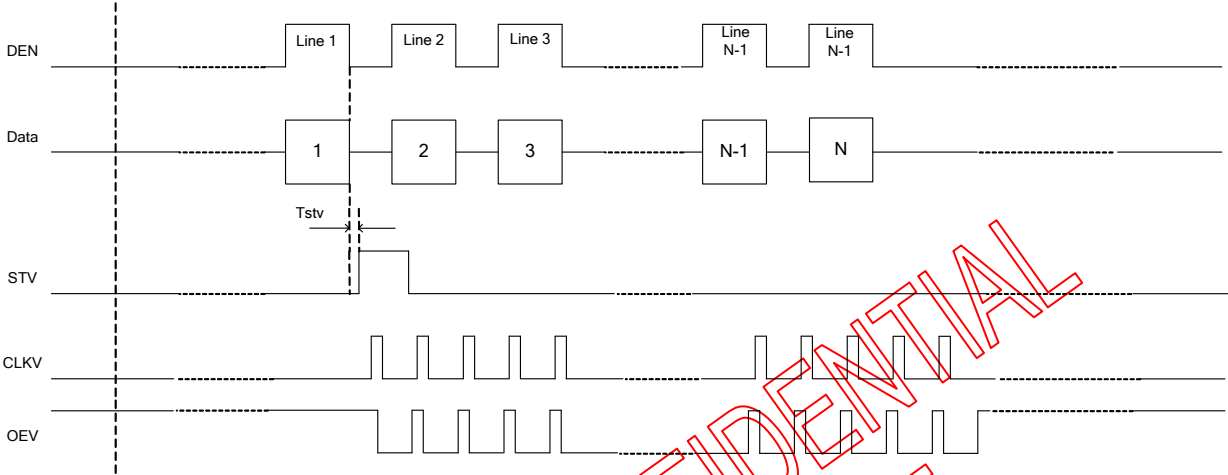 DEN
Line 1
Line 2
Line 3
Line
N-1
Line
N-1
Data
1
2
3
N-1
N
Tstv
STV
CLKV
OEV